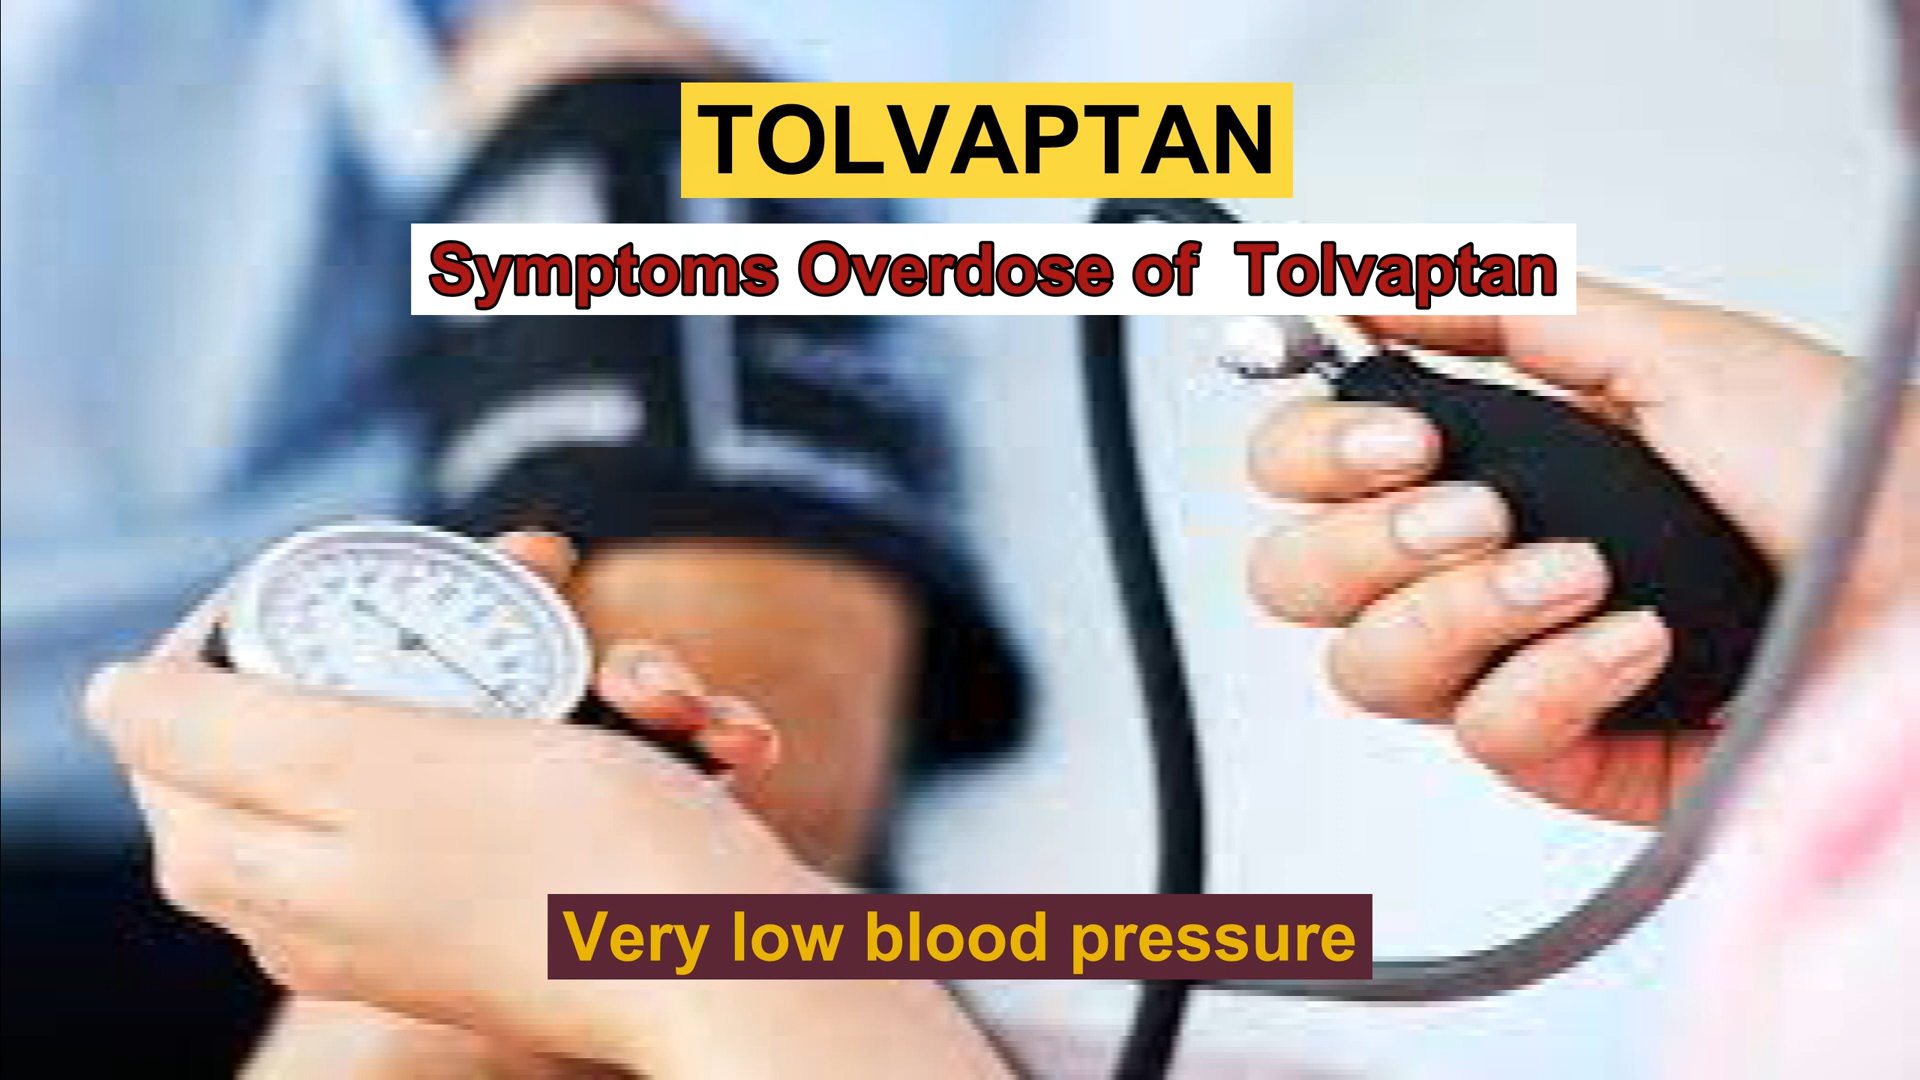 TOLVAPTAN
Symptoms Overdose of  Tolvaptan
Very low blood pressure